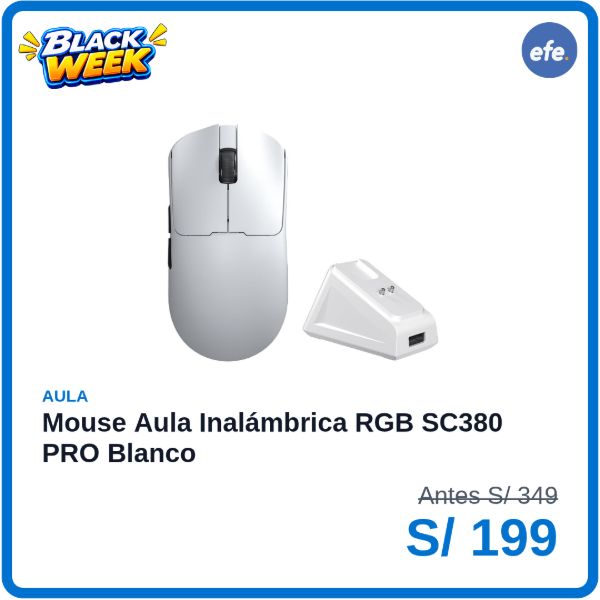 BLACK
WEEK
efe.
AULA
Mouse Aula Inalámbrica RGB SC380
PRO Blanco
Antes S/ 349
S/ 199